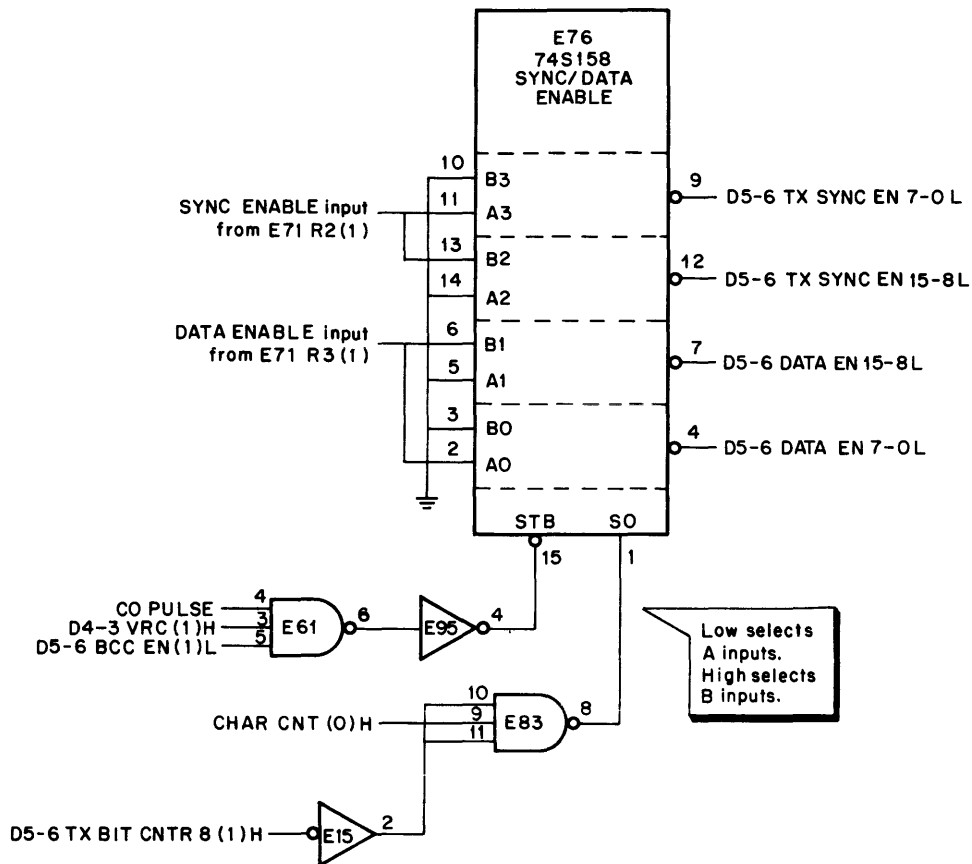 E76
74S158
SYNC/DATA
ENABLE
10
B3
9
D5-6 TX SYNC EN 7-0 L
SYNC ENABLE input
from E71 R2(1)
11
A3
13
B2
12
D5-6 TX SYNC EN 15-8L
14
A2
DATA ENABLE input
from E71 R3(1)
6
B1
7
D5-6 DATA EN 15-8L
5
A1
3
B0
4
D5-6 DATA EN 7-0L
2
A0
STB
S0
15
1
CO PULSE
4
D4-3 VRC (1)H
3
D5-6 BCC EN(1)L
5
E61
6
E95
4
Low selects
A inputs.
High selects
B inputs.
10
CHAR CNT (0)H
9
11
E83
8
D5-6 TX BIT CNTR 8 (1)H
E15
2